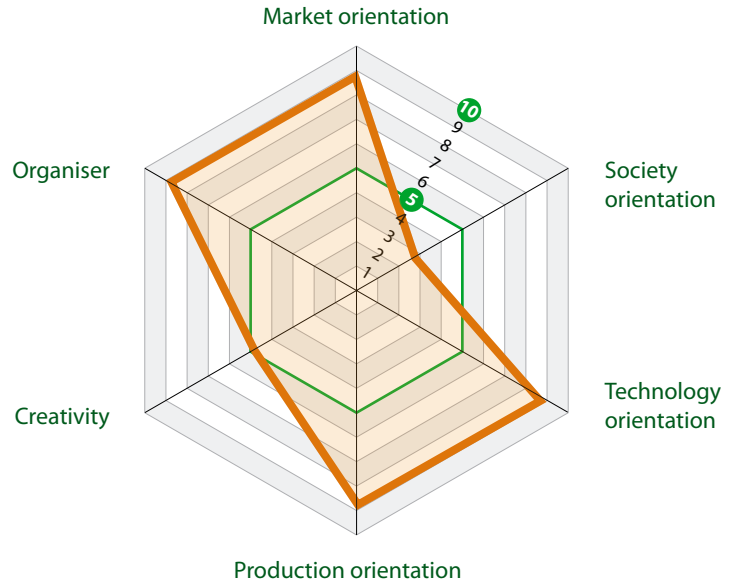 Market orientation
10
9
8
7
6
5
4
3
2
1
Organiser
Society
orientation
Creativity
Technology
orientation
Production orientation